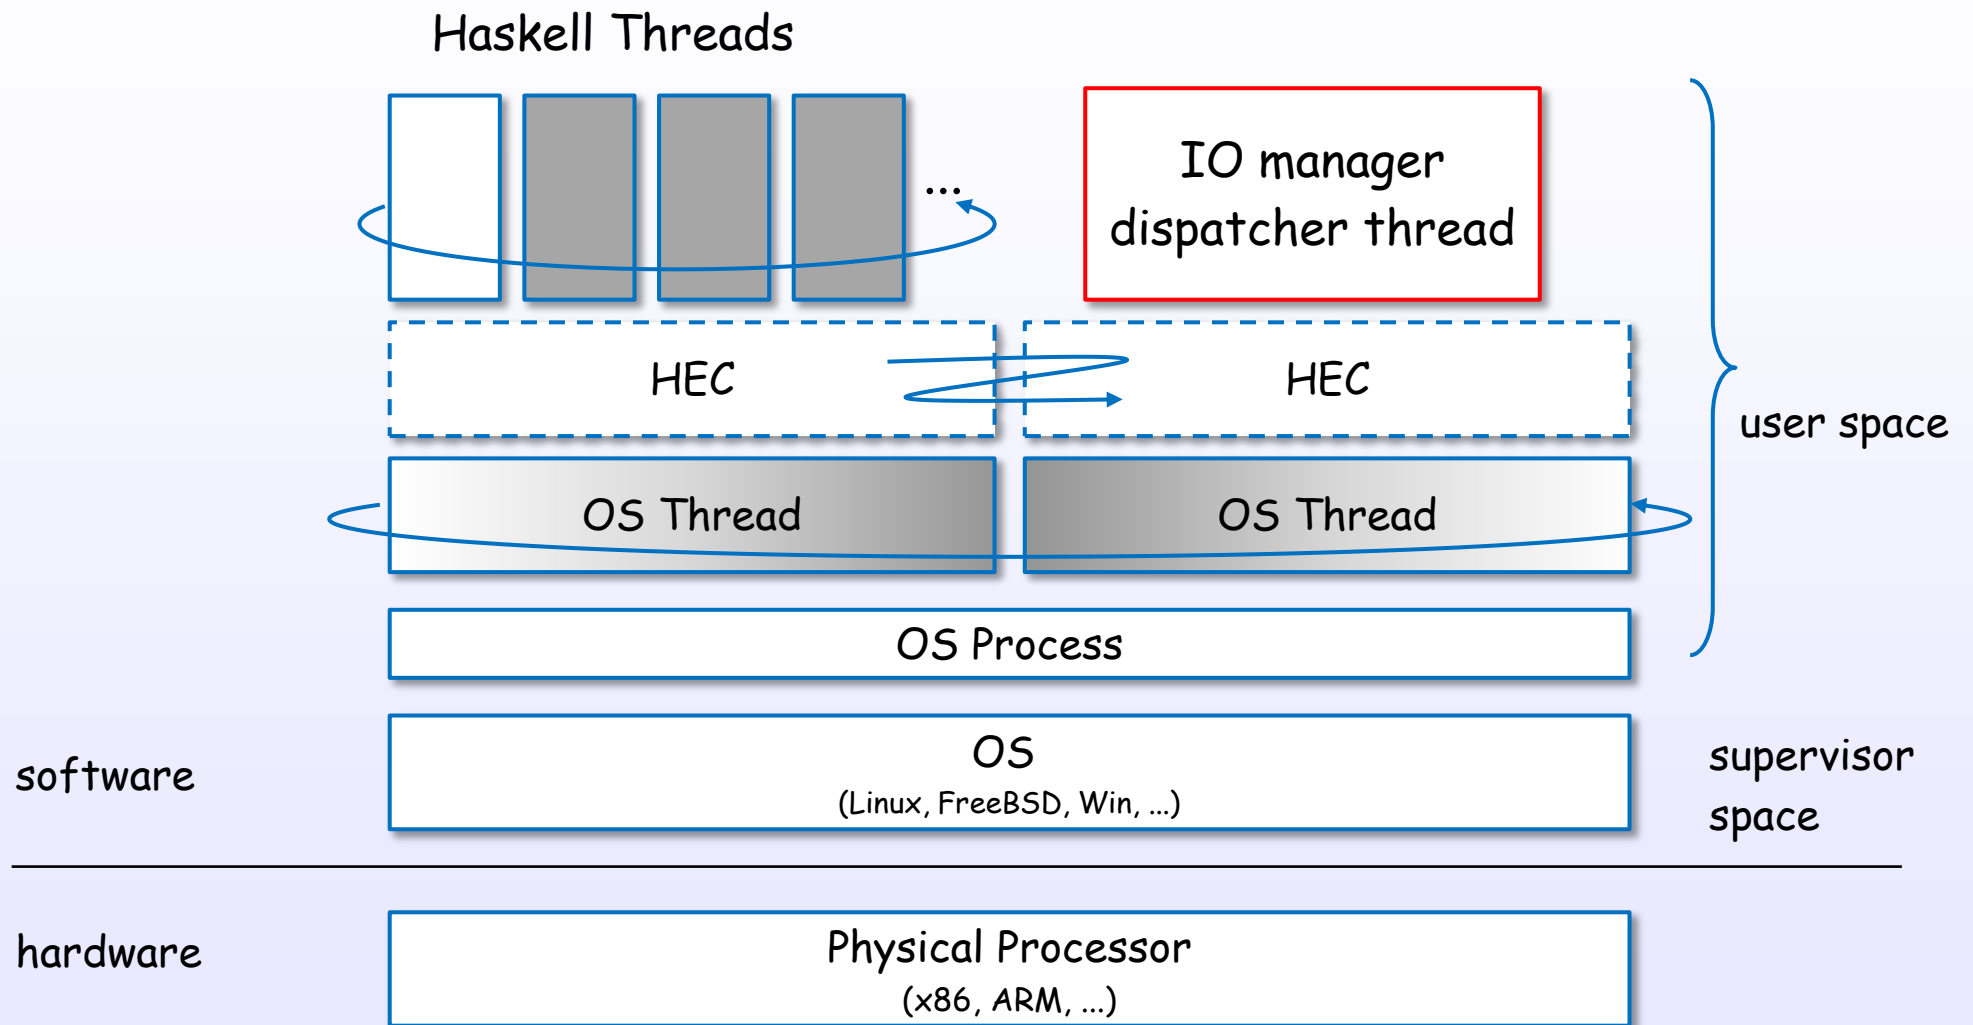 Haskell Threads
...
IO manager
dispatcher thread
HEC
HEC
user space
OS Thread
OS Thread
OS Process
software
OS
(Linux, FreeBSD, Win, ...)
supervisor
space
hardware
Physical Processor
(x86, ARM, ...)